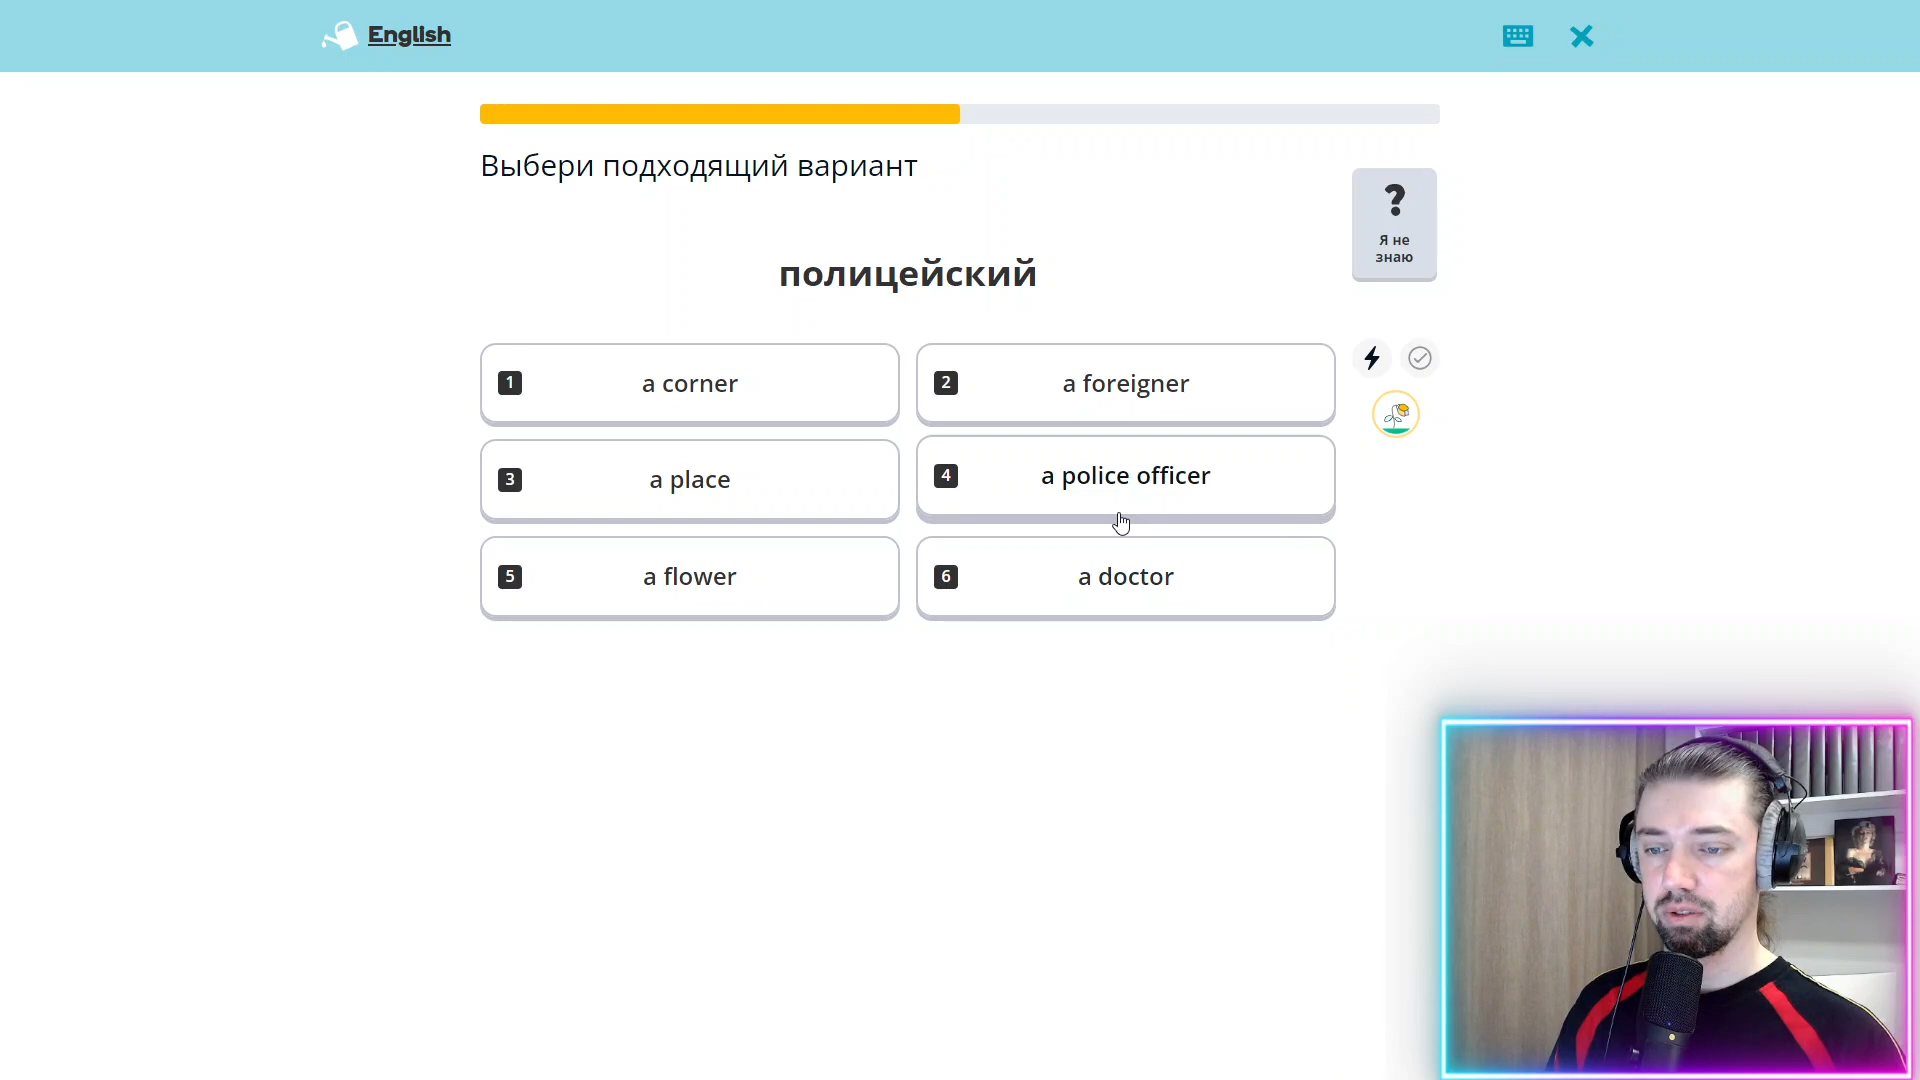 English
Выбери подходящий вариант
?
Я не
знаю
полицейский
1 a corner
2 a foreigner
3 a place
4 a police officer
5 a flower
6 a doctor